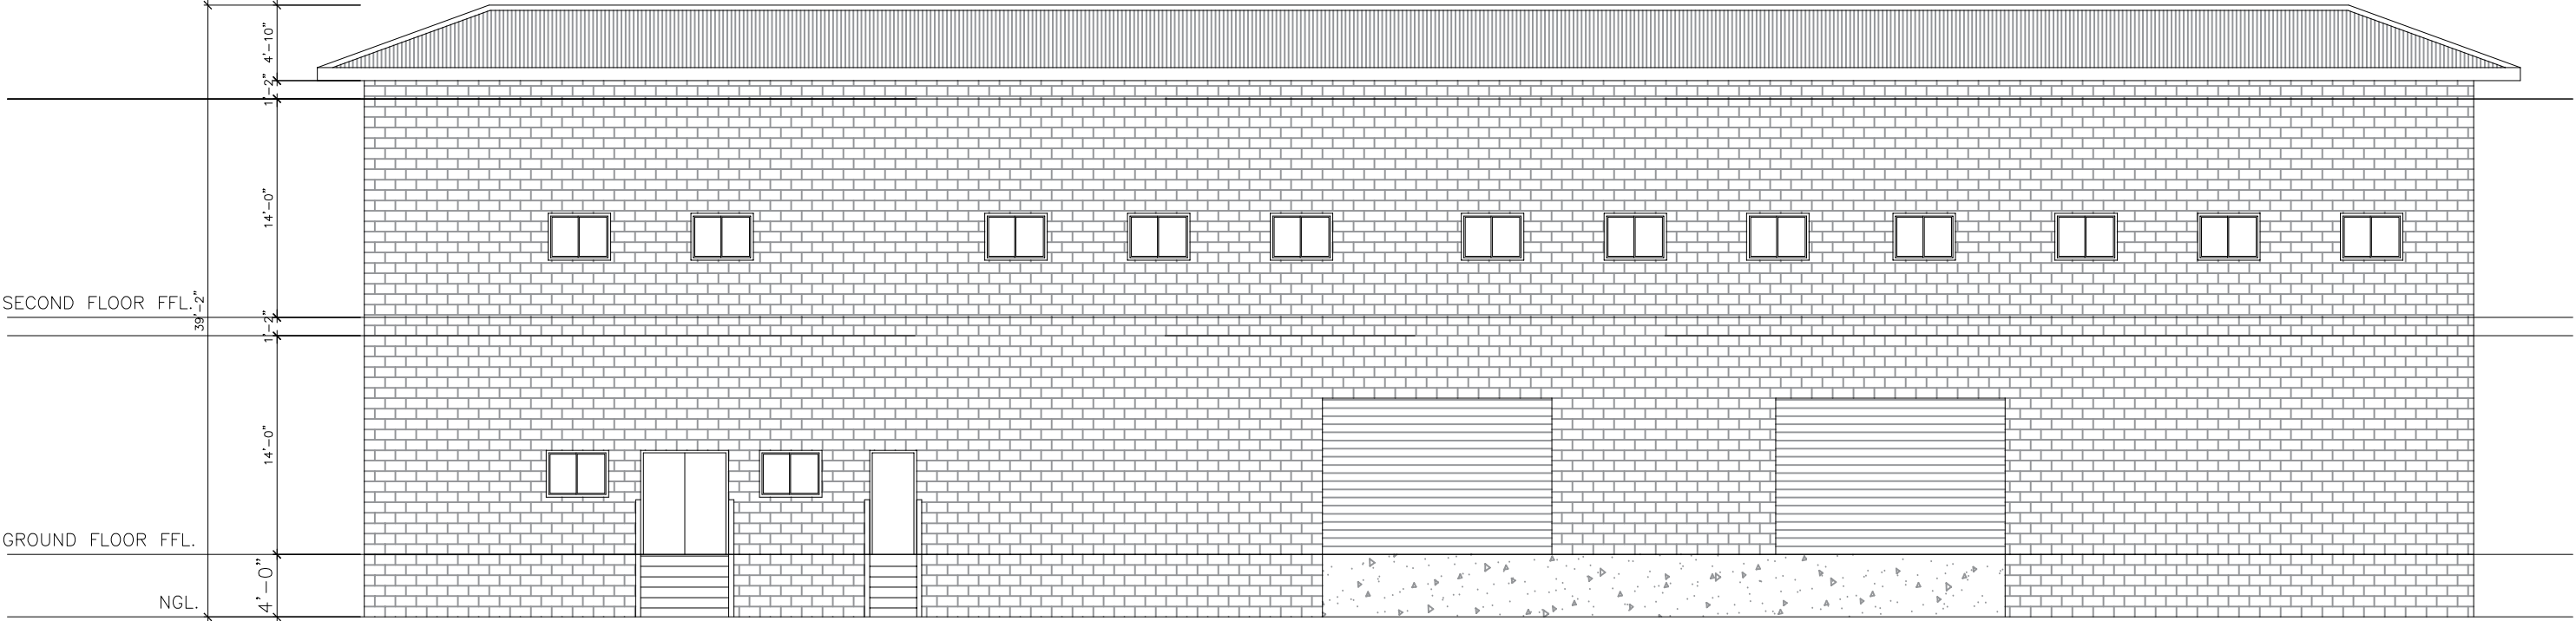 4'-10"
1'-2"
14'-0"
SECOND FLOOR FFL.
39'-2"
1'-2"
14'-0"
GROUND FLOOR FFL.
4'-0"
NGL.